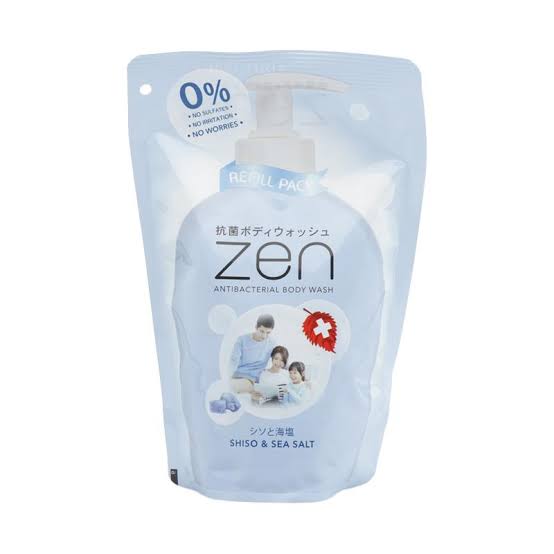 0%
• NO SULFATES •
• NO IRRITATION •
• NO WORRIES •
REFILL PACK
抗菌ボディウォッシュ
zen
ANTIBACTERIAL BODY WASH
シソと海塩
SHISO & SEA SALT